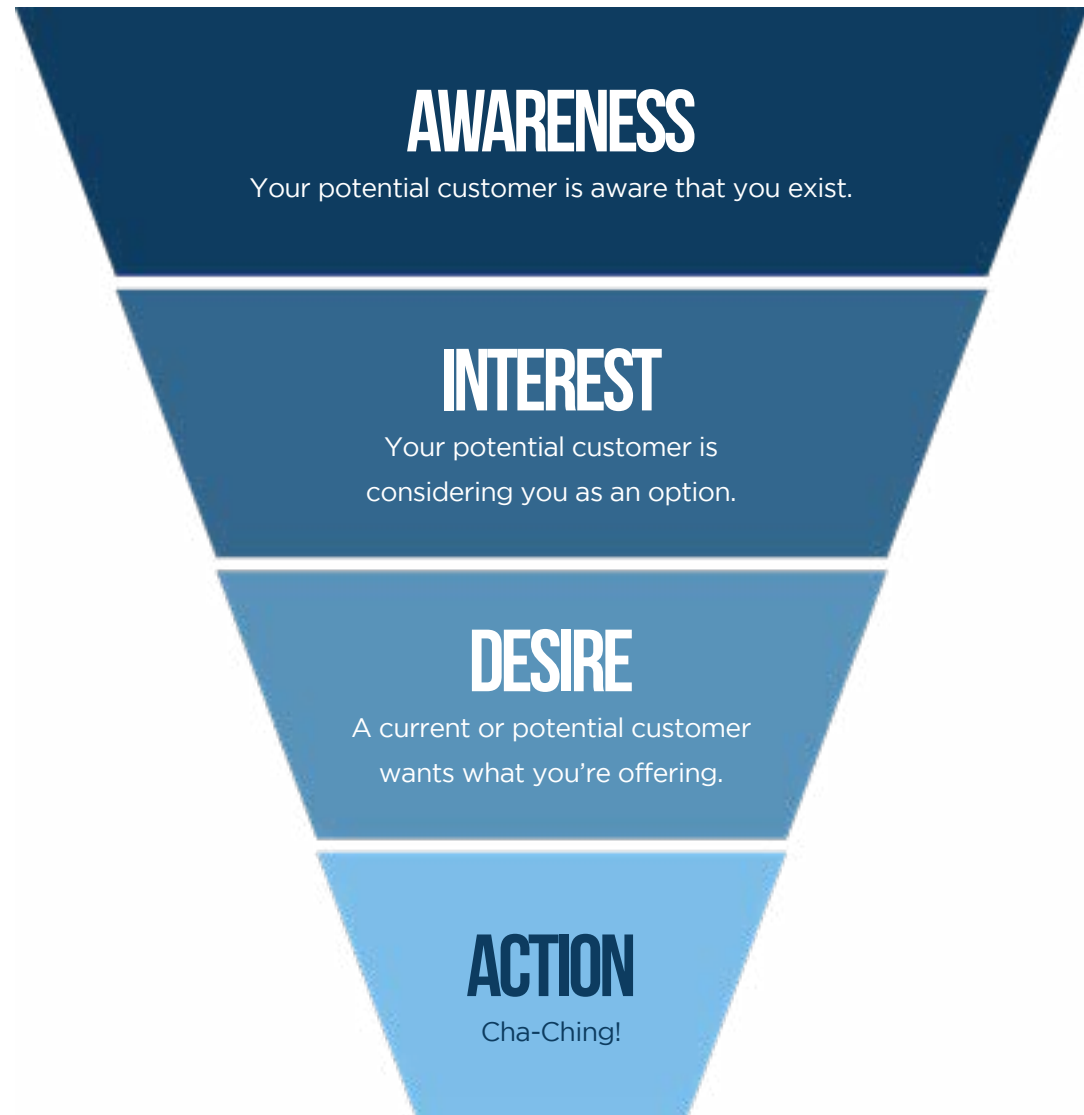 AWARENESS
Your potential customer is aware that you exist.
INTEREST
Your potential customer is
considering you as an option.
DESIRE
A current or potential customer
wants what you’re offering.
ACTION
Cha-Ching!